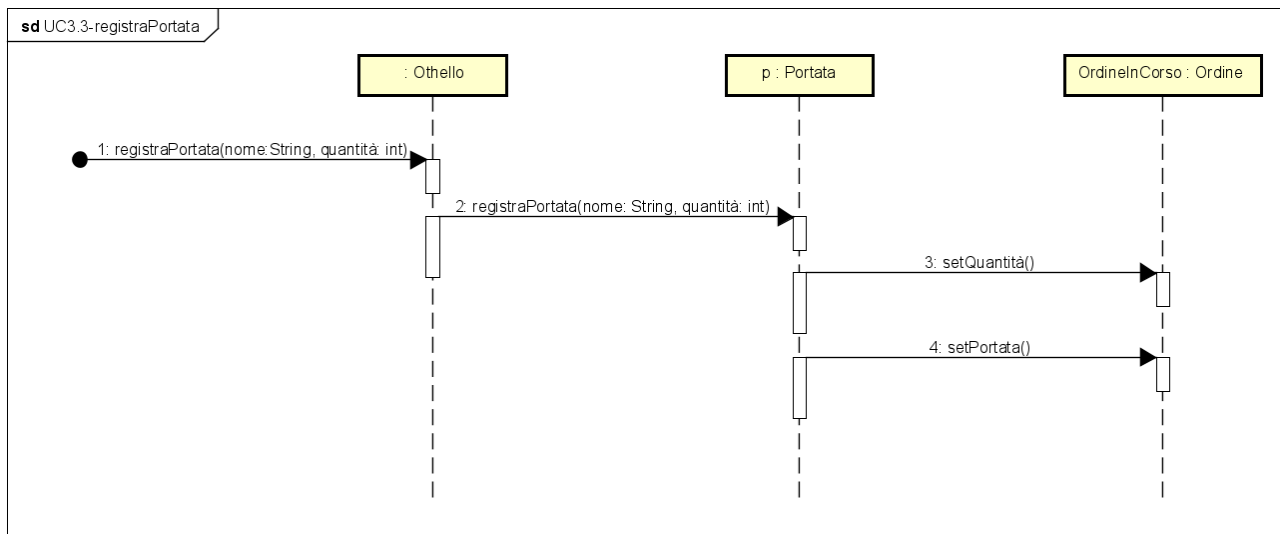 sd UC3.3-registraPortata
: Othello
p : Portata
OrdineInCorso : Ordine
1: registraPortata(nome:String, quantità: int)
2: registraPortata(nome: String, quantità: int)
3: setQuantità()
4: setPortata()